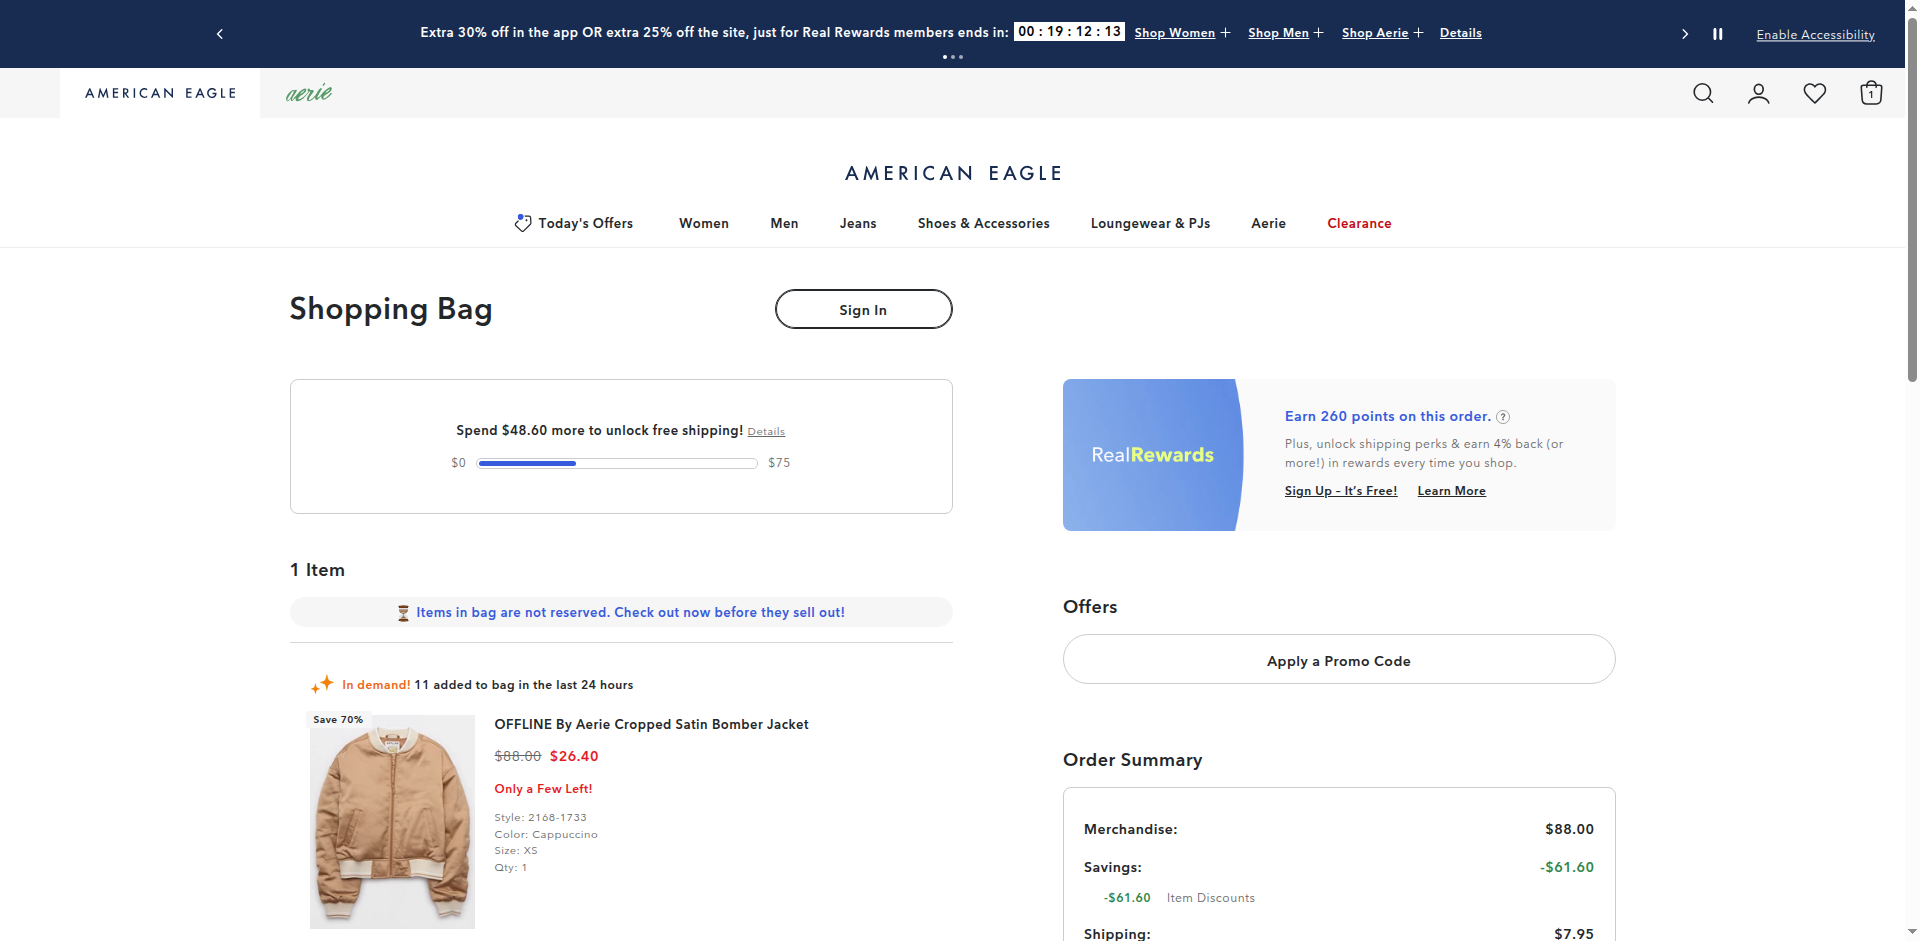 Extra 30% off in the app OR extra 25% off the site, just for Real Rewards members ends in: 00 : 19 : 12 : 13 Shop Women + Shop Men + Shop Aerie + Details
Enable Accessibility
AMERICAN EAGLE
aerie
1
AMERICAN EAGLE
Today's Offers Women Men Jeans Shoes & Accessories Loungewear & PJs Aerie Clearance
Shopping Bag
Sign In
Spend $48.60 more to unlock free shipping! Details
$0 $75
RealRewards
Earn 260 points on this order. ?
Plus, unlock shipping perks & earn 4% back (or
more!) in rewards every time you shop.
Sign Up – It's Free! Learn More
1 Item
⏳ Items in bag are not reserved. Check out now before they sell out!
In demand! 11 added to bag in the last 24 hours
Save 70%
OFFLINE By Aerie Cropped Satin Bomber Jacket
$88.00 $26.40
Only a Few Left!
Style: 2168-1733
Color: Cappuccino
Size: XS
Qty: 1
Offers
Apply a Promo Code
Order Summary
Merchandise: $88.00
Savings: -$61.60
-$61.60 Item Discounts
Shipping: $7.95